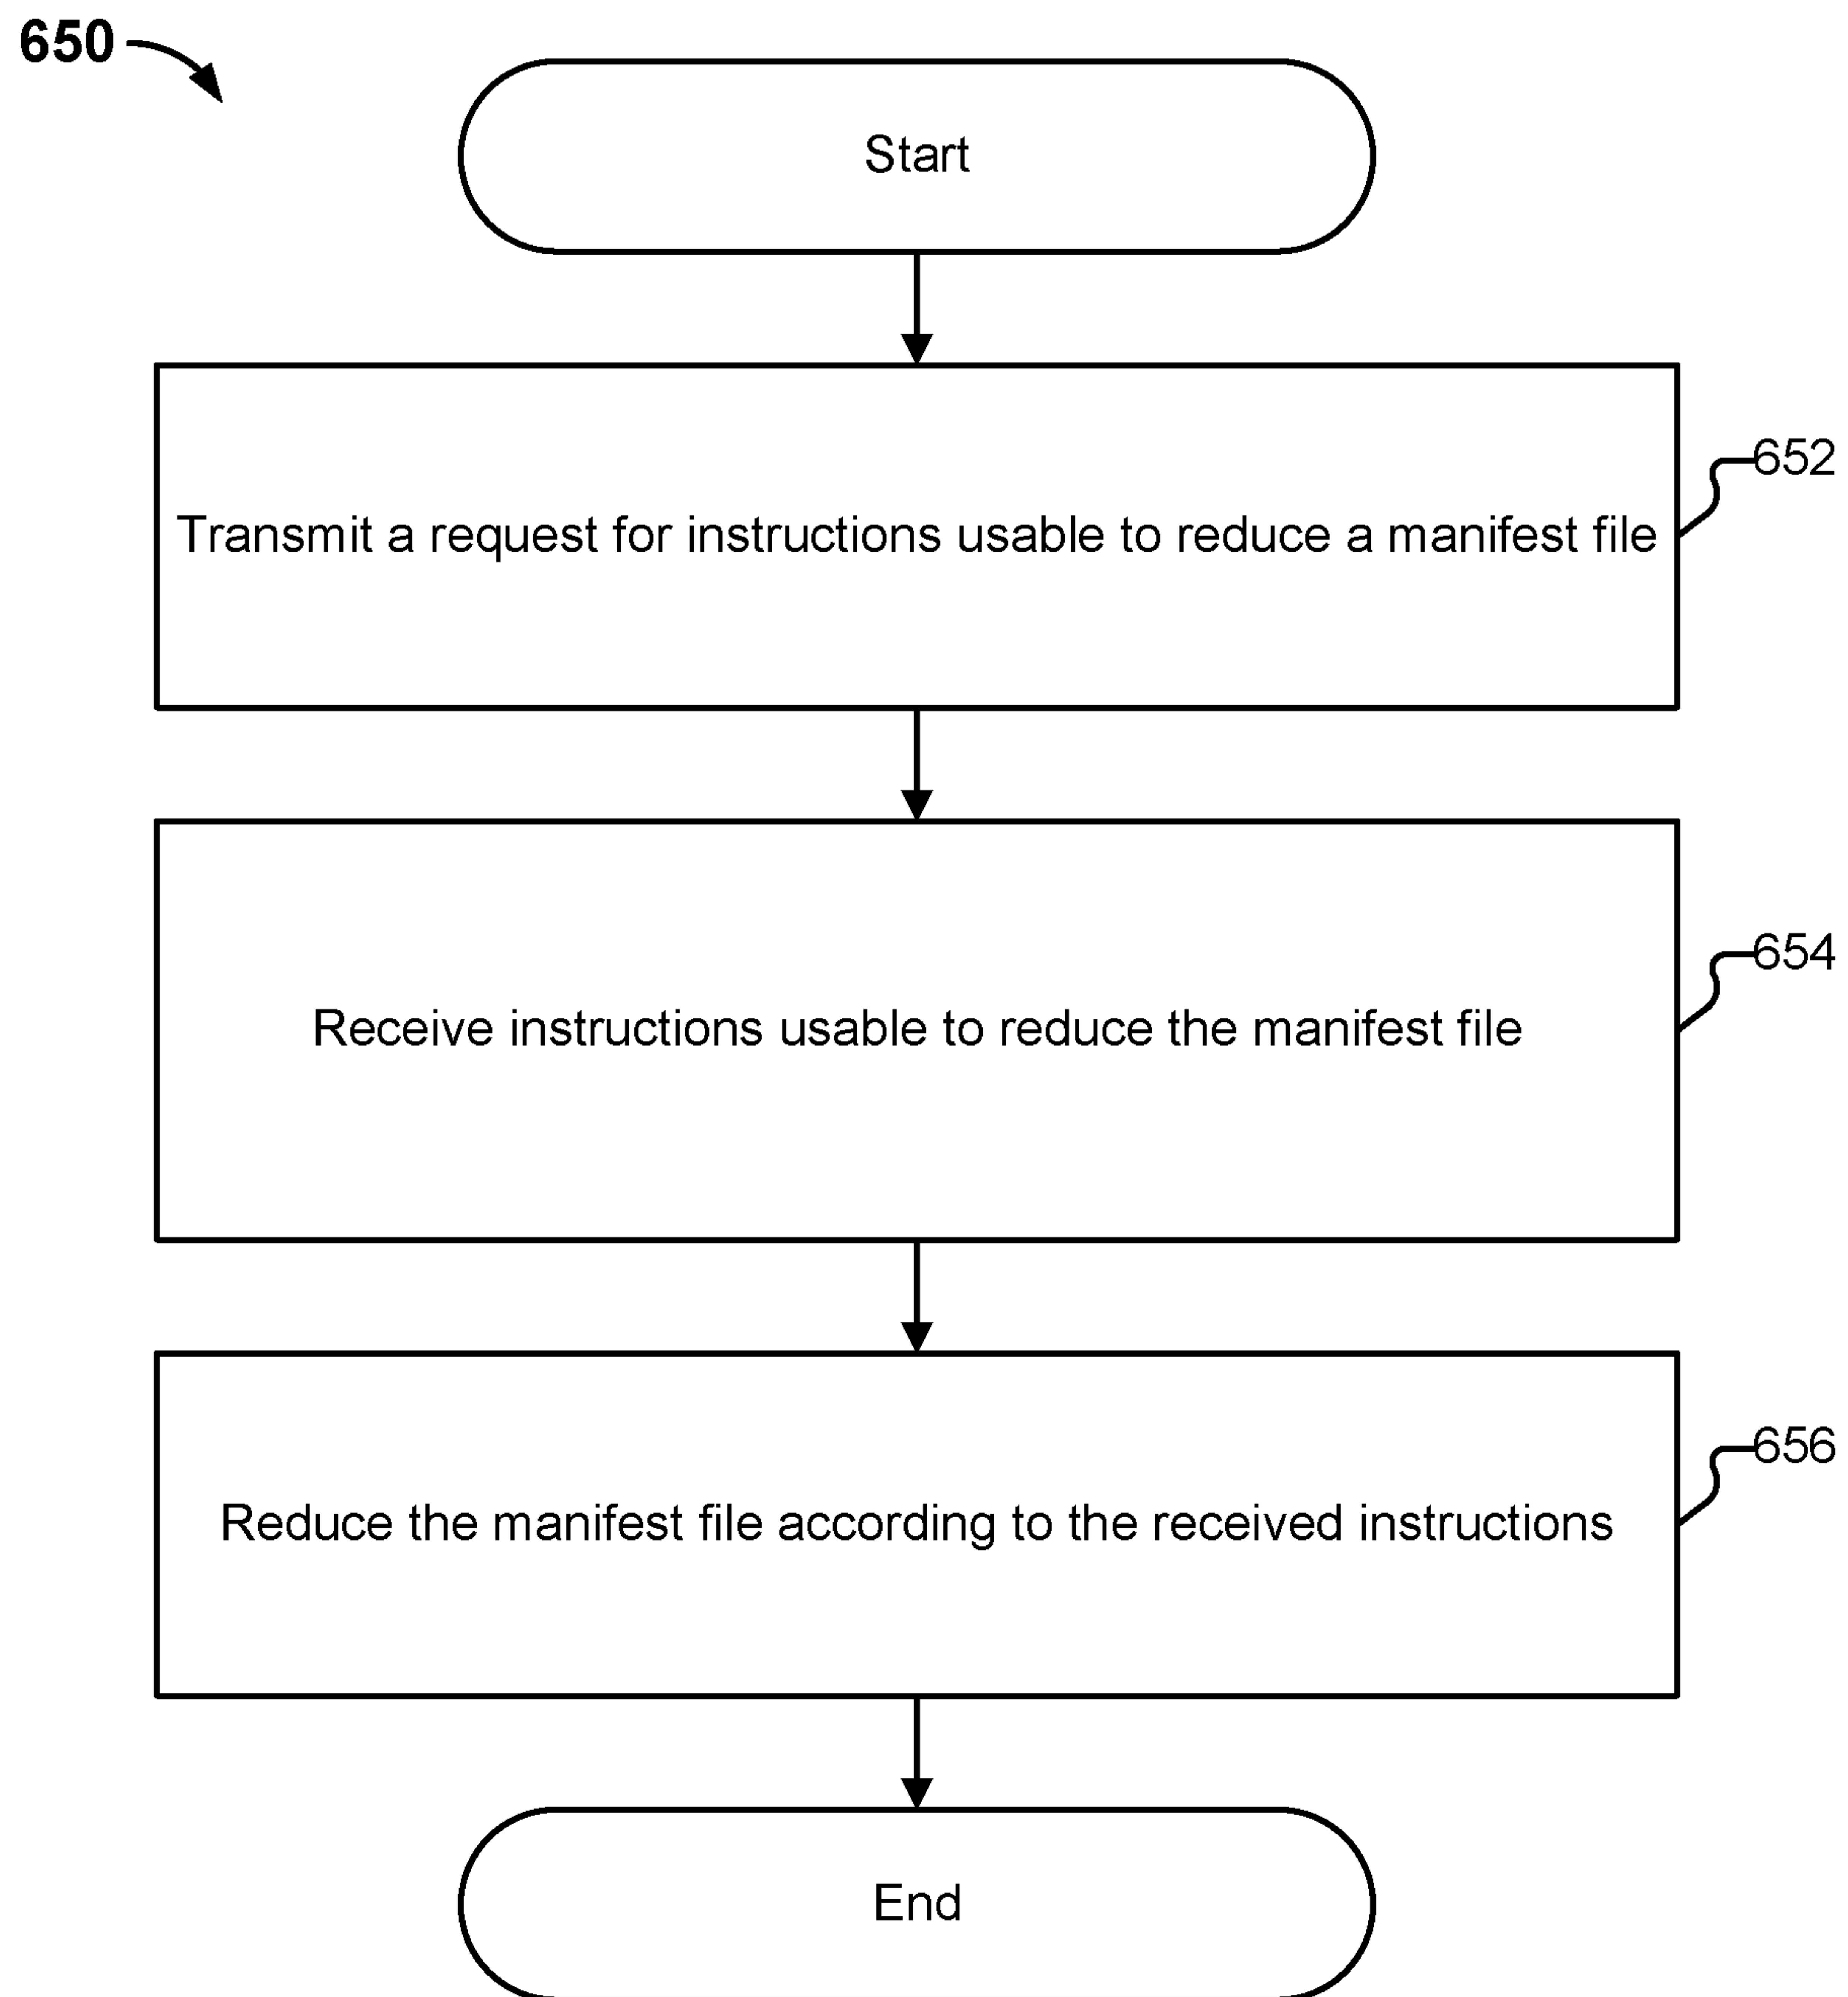 650
Start
652
Transmit a request for instructions usable to reduce a manifest file
654
Receive instructions usable to reduce the manifest file
656
Reduce the manifest file according to the received instructions
End